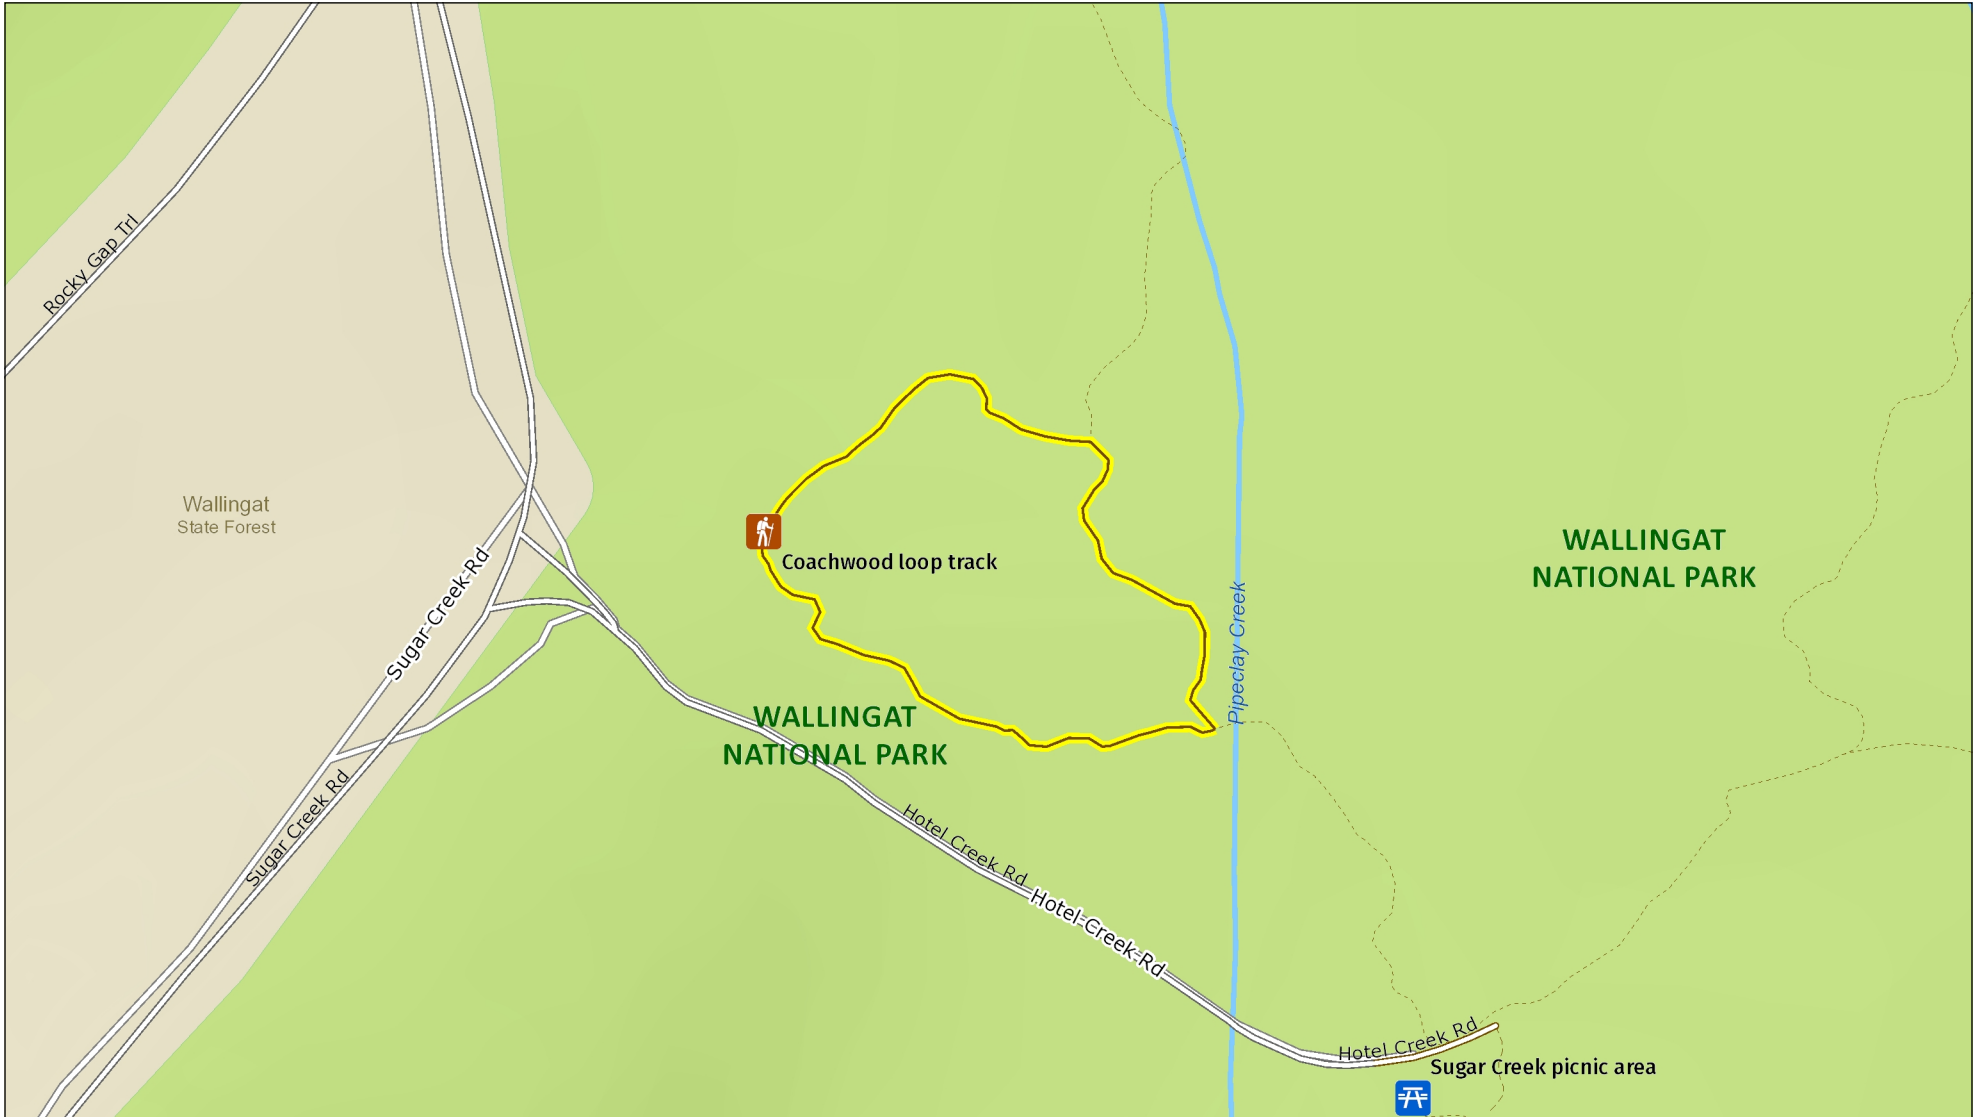 Rocky Gap Trl
Wallingat
State Forest
Sugar Creek Rd
Coachwood loop track
WALLINGAT
NATIONAL PARK
Pipeclay Creek
WALLINGAT
NATIONAL PARK
Sugar Creek Rd
Hotel Creek Rd
Hotel Creek Rd
Hotel Creek Rd
Sugar Creek picnic area